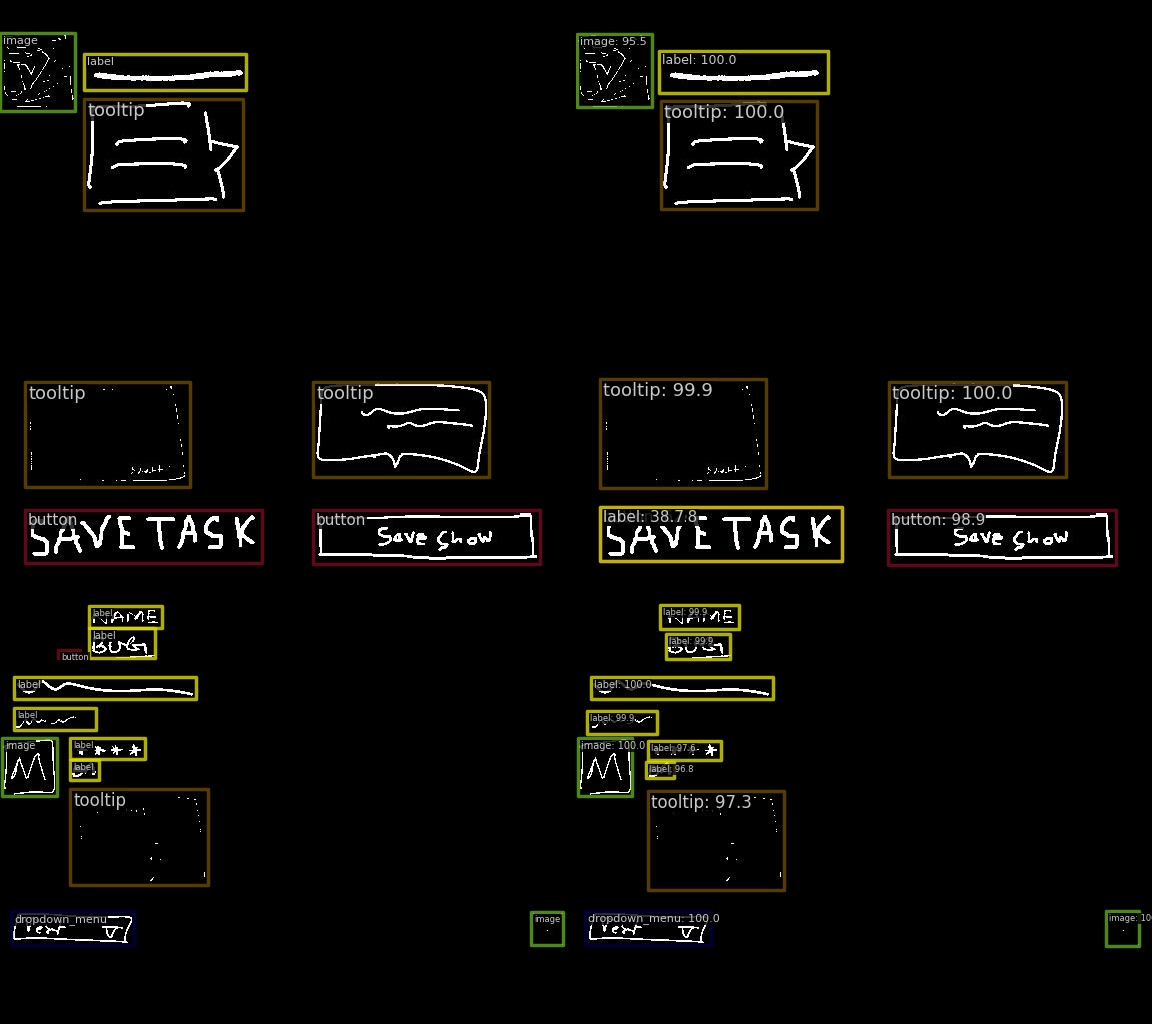 image
image: 95.5
label
label: 100.0
tooltip
tooltip: 100.0
tooltip
tooltip
tooltip: 99.9
tooltip: 100.0
button
SAVE TASK
button
Save Show
label: 38.7.8
SAVE TASK
button: 98.9
Save Show
label
NAME
label: 99.9
NAME
label
BUG
label: 99.9
BUG
button
label
label: 100.0
label
label: 99.9
image
label
* * *
image: 100.0
label: 97.6
*
label
label: 96.8
tooltip
tooltip: 97.3
dropdown_menu
Text
image
dropdown_menu: 100.0
Text
image: 10